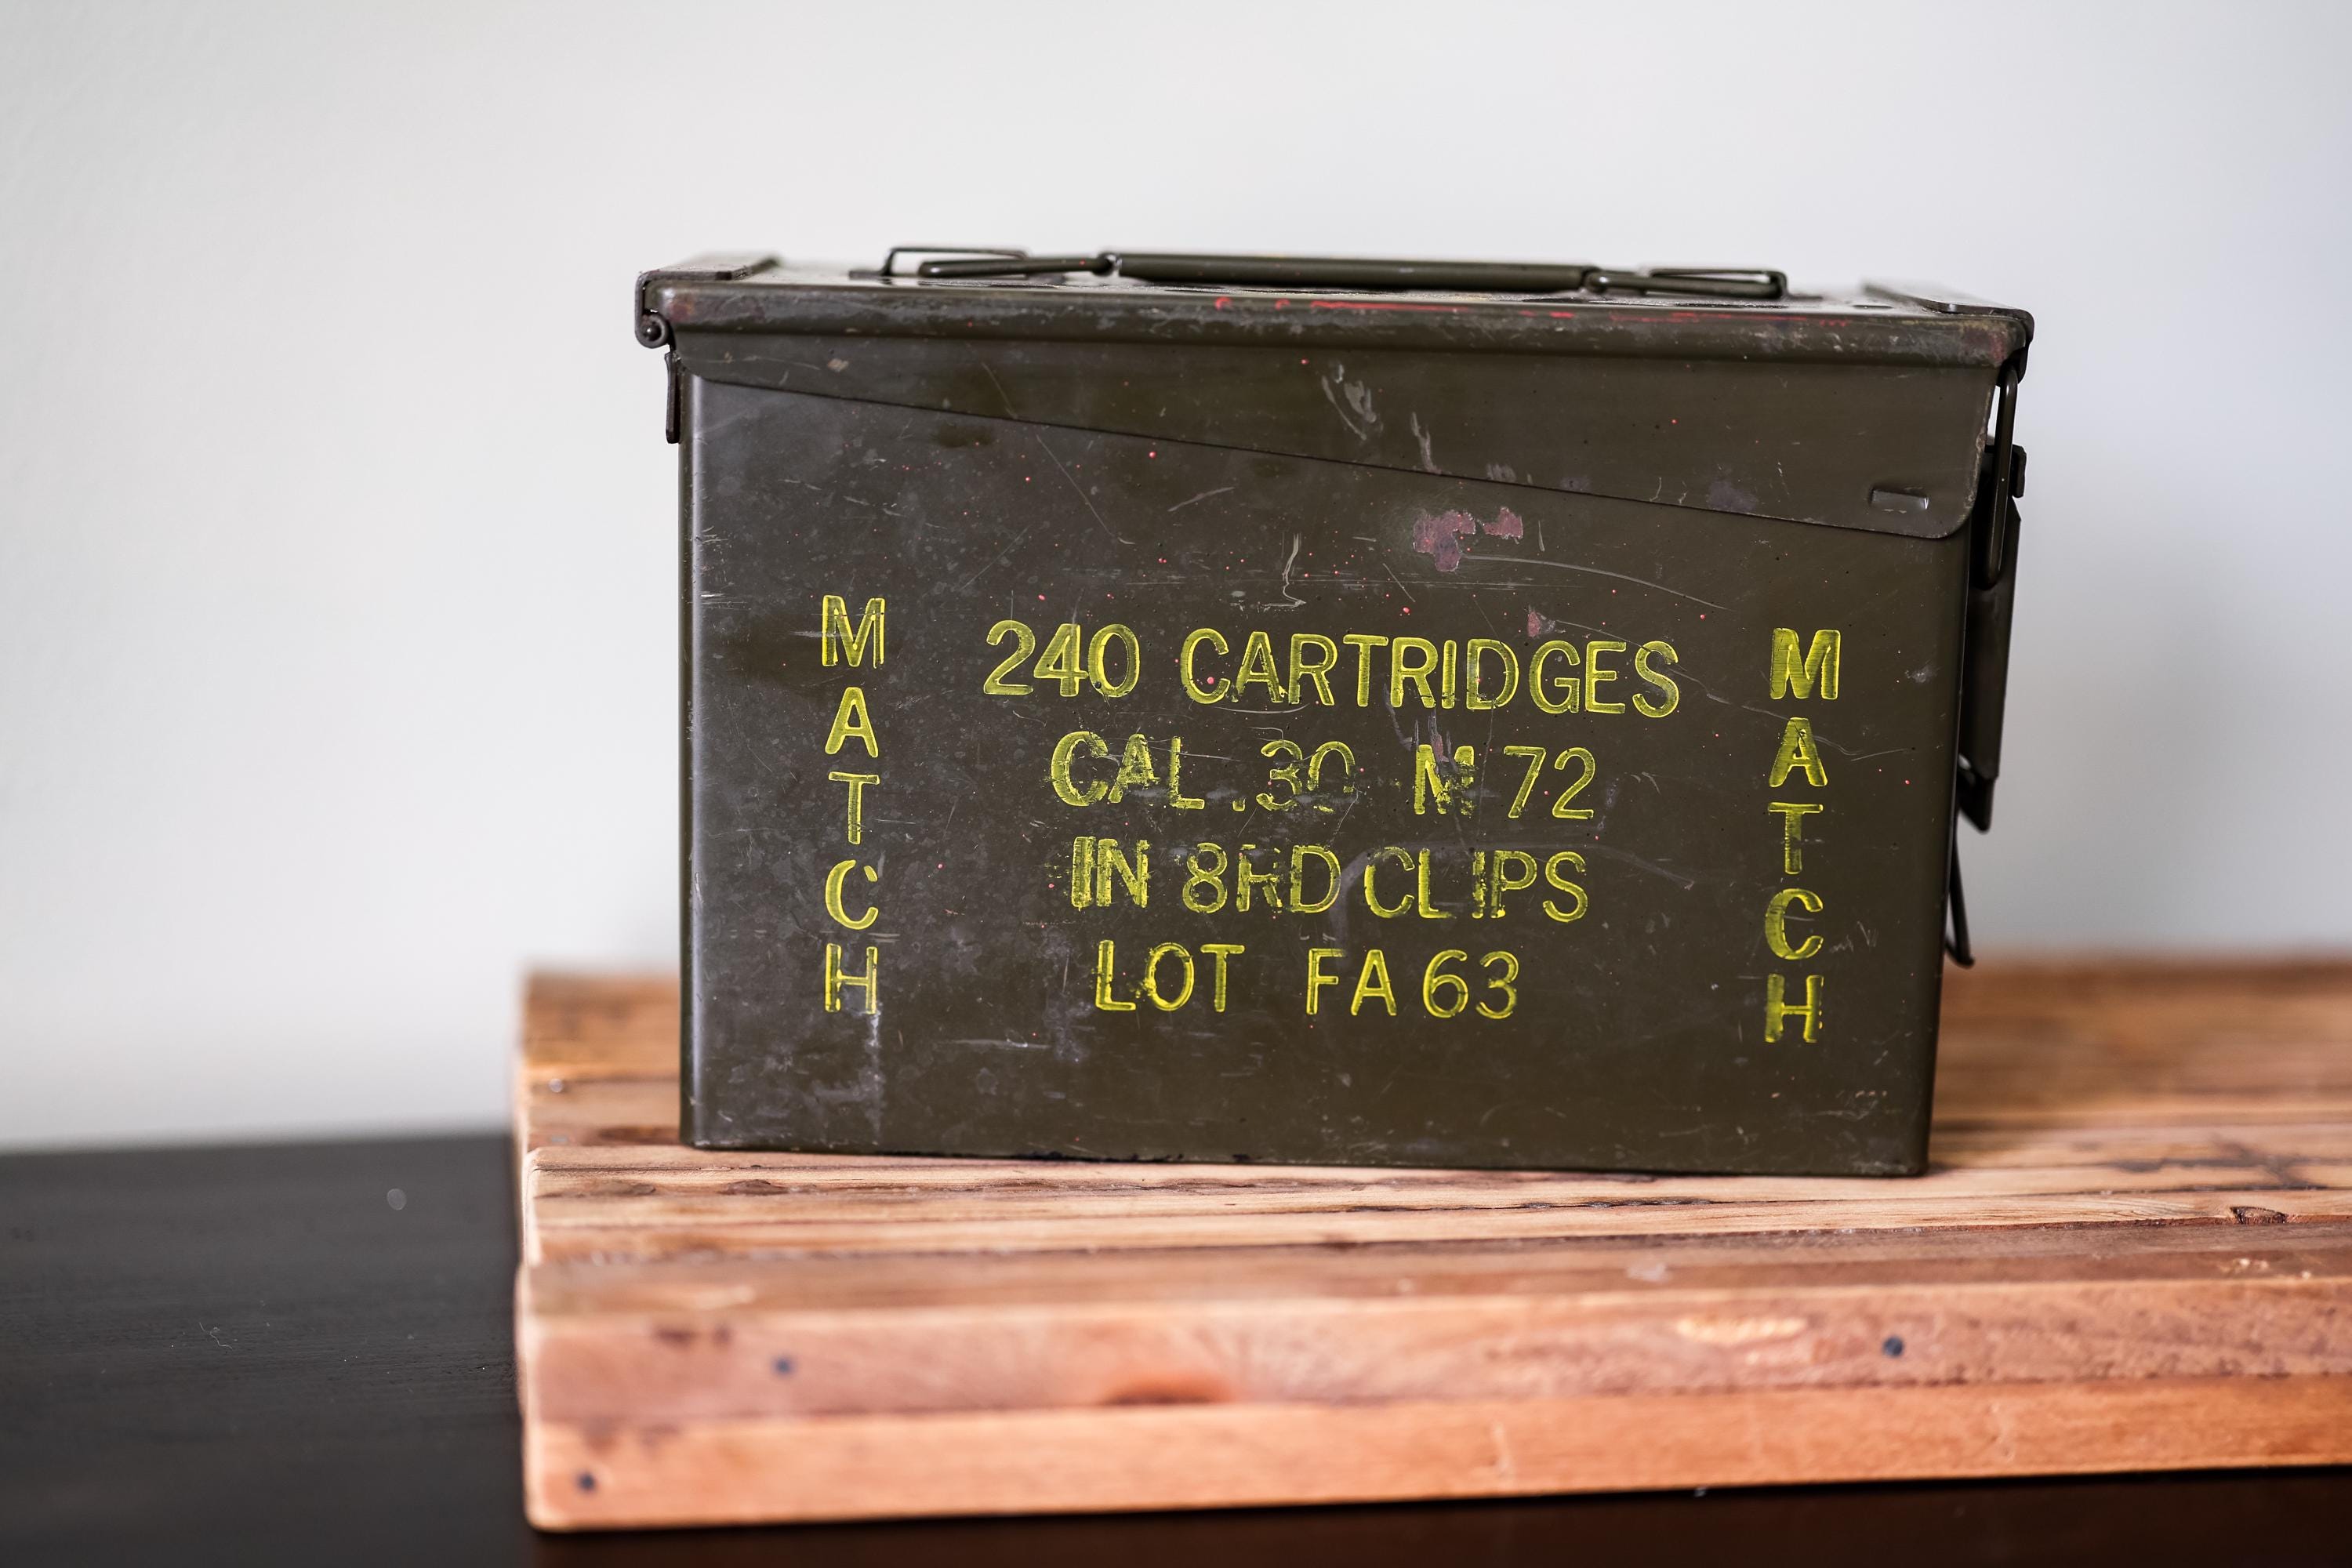 MATCH
240 CARTRIDGES
CAL .30 M 72
IN 8RD CLIPS
LOT FA 63
MATCH